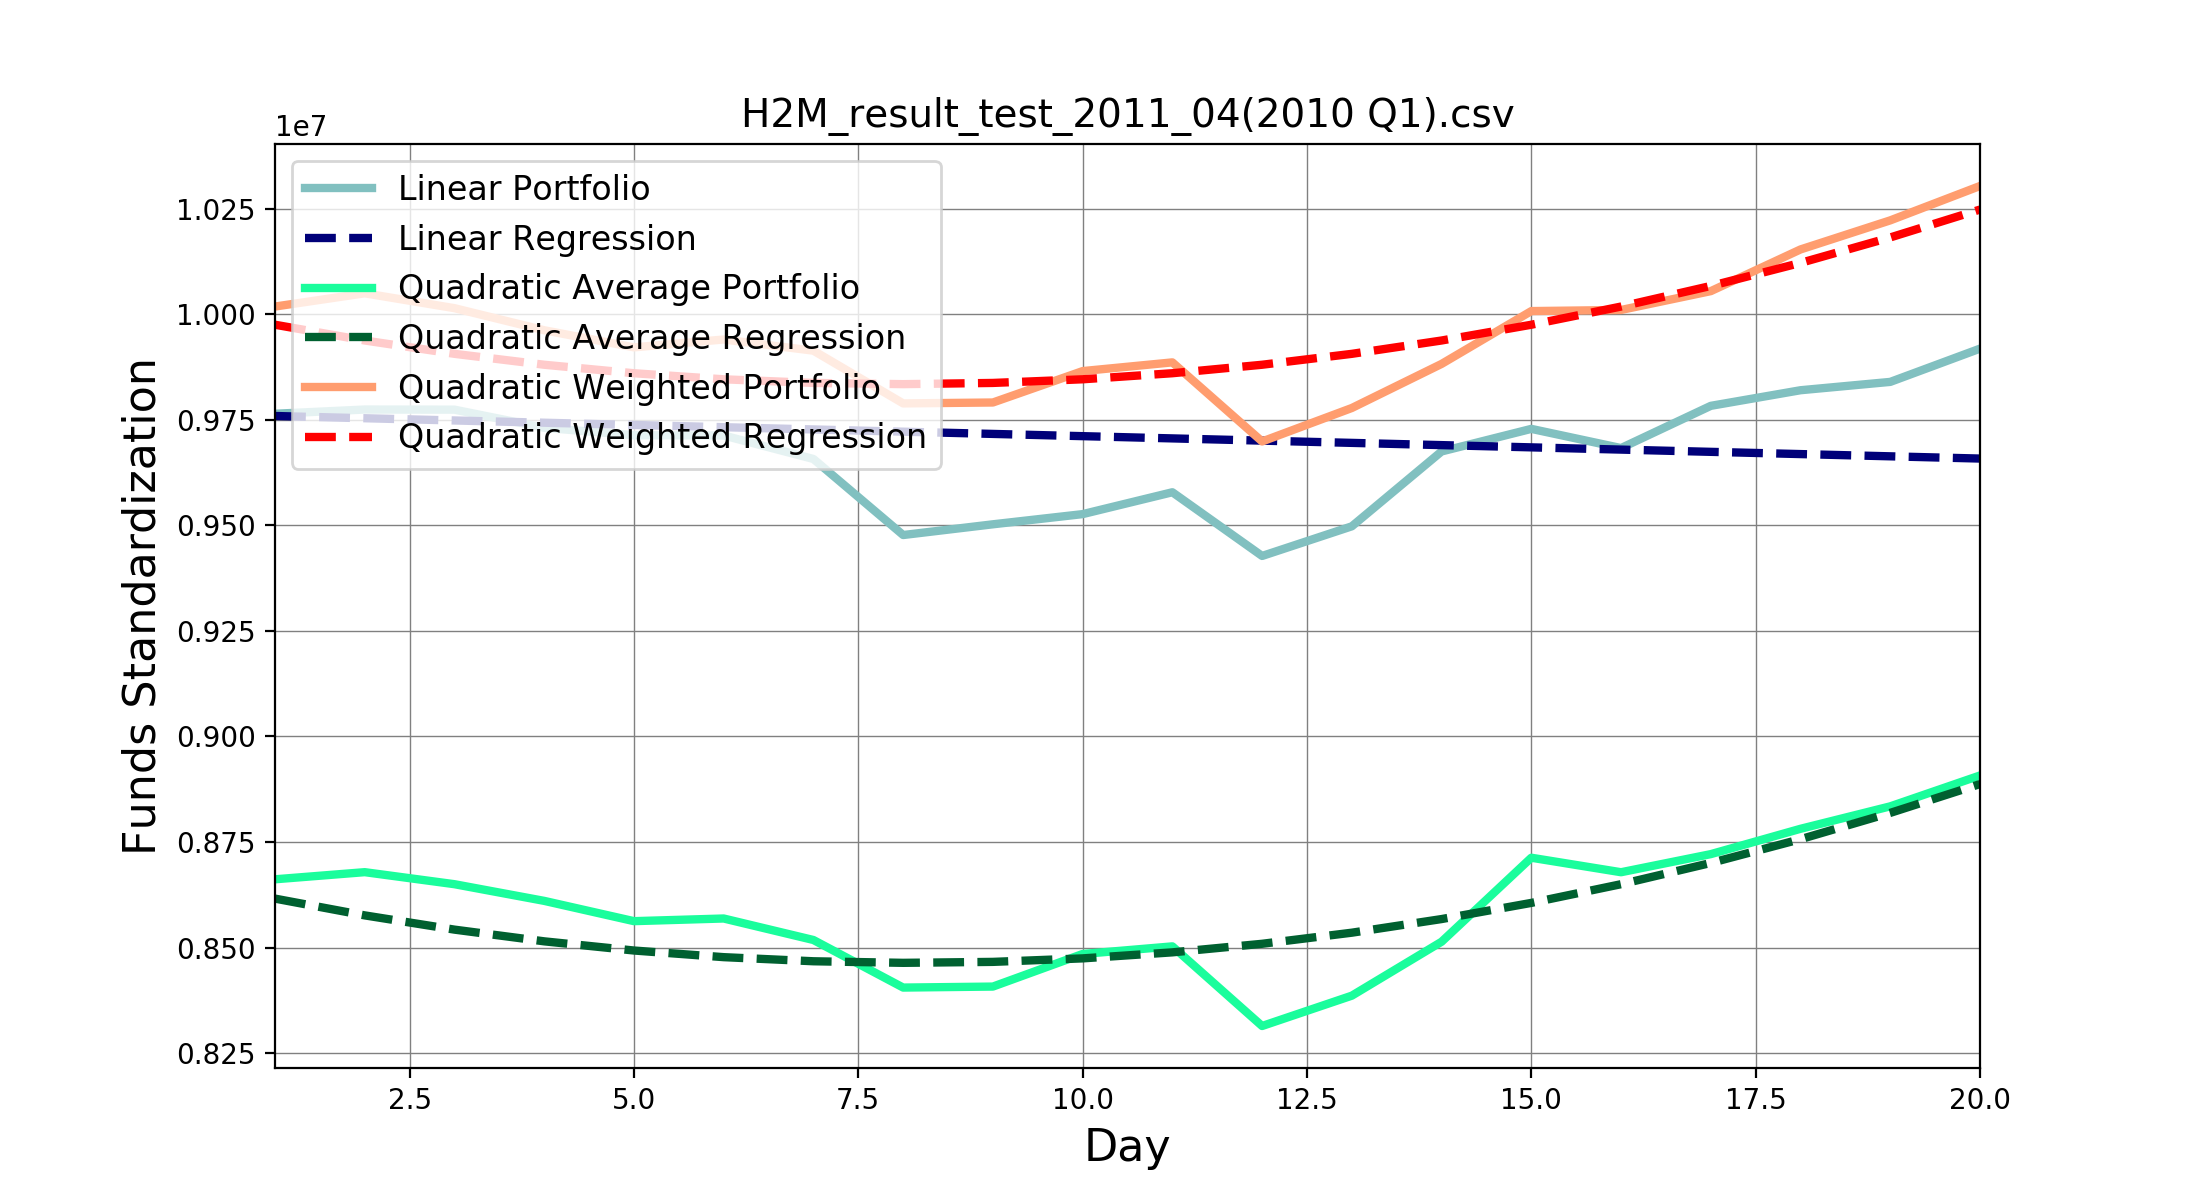 H2M_result_test_2011_04(2010 Q1).csv
1e7
Linear Portfolio
Linear Regression
Quadratic Average Portfolio
Quadratic Average Regression
Quadratic Weighted Portfolio
Quadratic Weighted Regression
Funds Standardization
1.025
1.000
0.975
0.950
0.925
0.900
0.875
0.850
0.825
2.5 5.0 7.5 10.0 12.5 15.0 17.5 20.0
Day